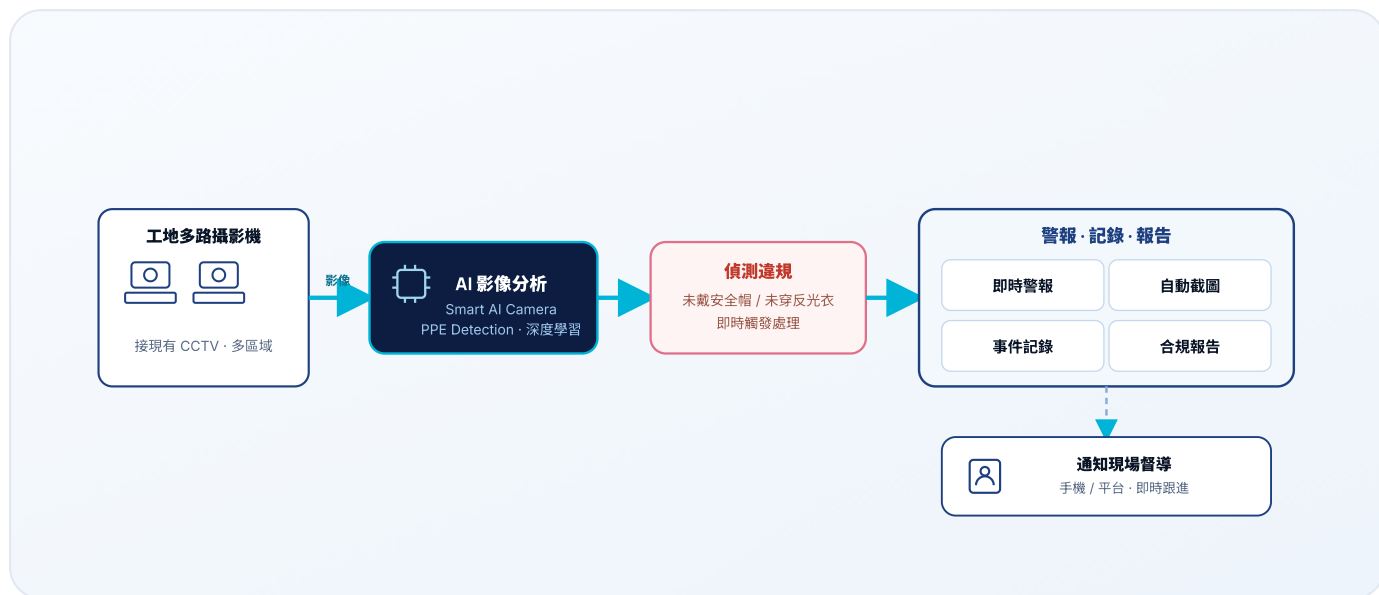 工地多路攝影機
接現有 CCTV · 多區域
影像
AI 影像分析
Smart AI Camera
PPE Detection · 深度學習
偵測違規
未戴安全帽 / 未穿反光衣
即時觸發處理
警報 · 記錄 · 報告
即時警報
自動截圖
事件記錄
合規報告
通知現場督導
手機 / 平台 · 即時跟進